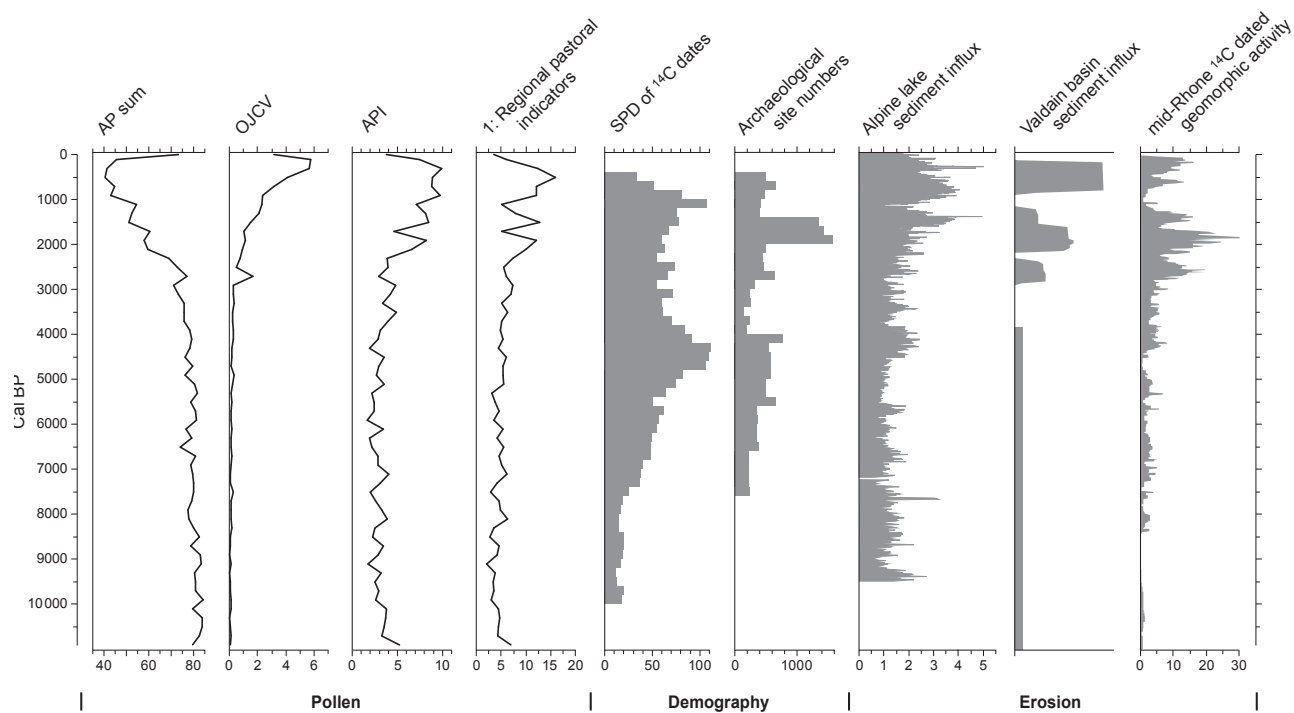 AP sum
OJCV
API
1: Regional pastoral
indicators
SPD of ¹⁴C dates
Archaeological
site numbers
Alpine lake
sediment influx
Valdain basin
sediment influx
mid-Rhone ¹⁴C dated
geomorphic activity
Cal BP
0
1000
2000
3000
4000
5000
6000
7000
8000
9000
10000
40 60 80
0 2 4 6
0 5 10
0 5 10 15 20
0 50 100
0 1000
0 1 2 3 4 5
0 10 20 30
Pollen
Demography
Erosion